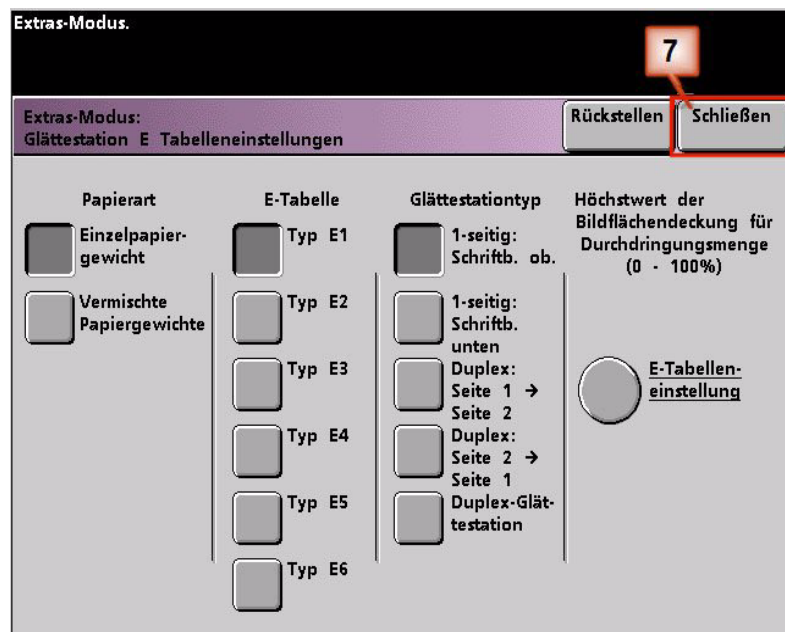 Extras-Modus.
7
Extras-Modus:
Glättestation E Tabelleneinstellungen
Rückstellen
Schließen
Papierart
Einzelpapier-
gewicht
Vermischte
Papiergewichte
E-Tabelle
Typ E1
Typ E2
Typ E3
Typ E4
Typ E5
Typ E6
Glättestationtyp
1-seitig:
Schriftb. ob.
1-seitig:
Schriftb.
unten
Duplex:
Seite 1 →
Seite 2
Duplex:
Seite 2 →
Seite 1
Duplex-Glät-
testation
Höchstwert der
Bildflächendeckung für
Durchdringungsmenge
(0 - 100%)
E-Tabellen-
einstellung